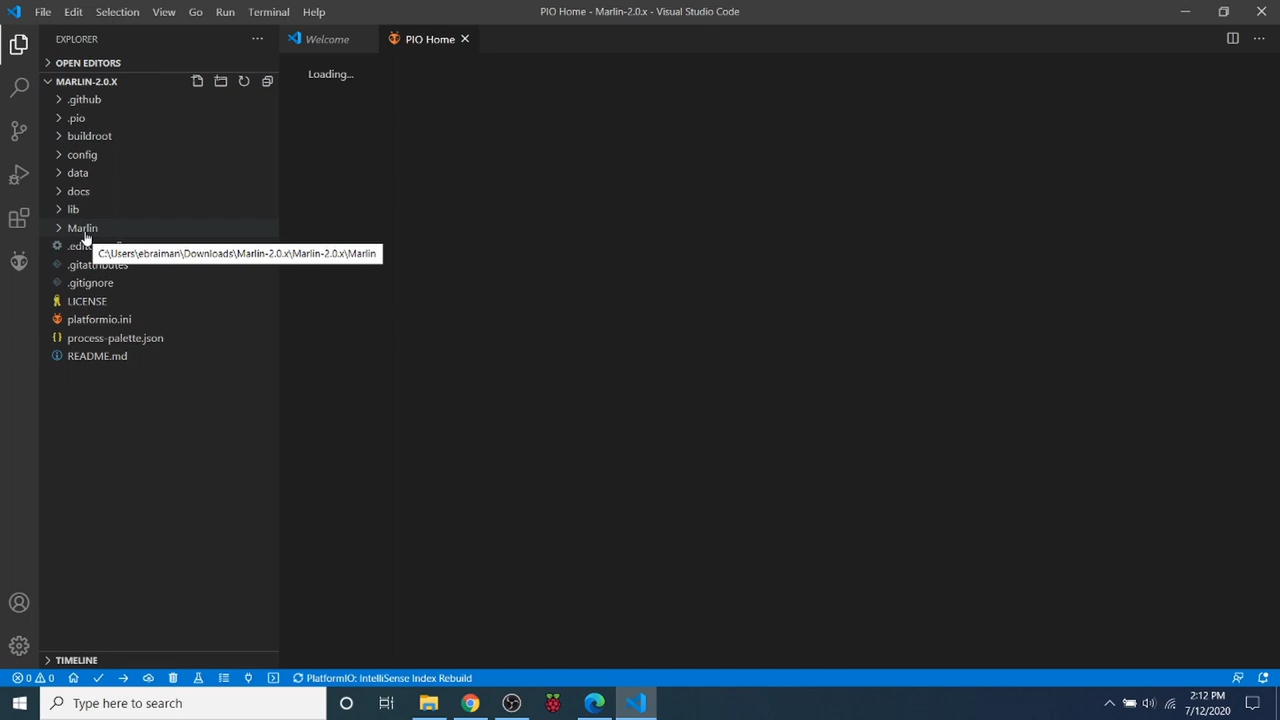 File Edit Selection View Go Run Terminal Help
PIO Home - Marlin-2.0.x - Visual Studio Code
EXPLORER
Welcome
PIO Home
OPEN EDITORS
Loading...
MARLIN-2.0.X
.github
.pio
buildroot
config
data
docs
lib
Marlin
C:\Users\ebraiman\Downloads\Marlin-2.0.x\Marlin-2.0.x\Marlin
.gitattributes
.gitignore
LICENSE
platformio.ini
process-palette.json
README.md
TIMELINE
0 0 PlatformIO: IntelliSense Index Rebuild
Type here to search
2:12 PM
7/12/2020